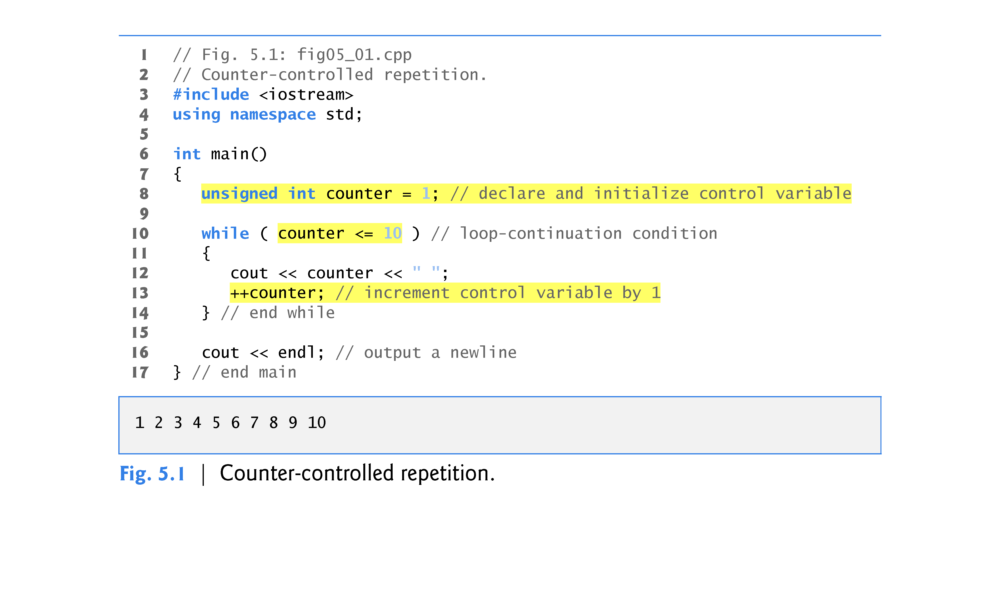 1 // Fig. 5.1: fig05_01.cpp
2 // Counter-controlled repetition.
3 #include <iostream>
4 using namespace std;
5
6 int main()
7 {
8    unsigned int counter = 1; // declare and initialize control variable
9
10    while ( counter <= 10 ) // loop-continuation condition
11    {
12       cout << counter << " ";
13       ++counter; // increment control variable by 1
14    } // end while
15
16    cout << endl; // output a newline
17 } // end main
1 2 3 4 5 6 7 8 9 10
Fig. 5.1 | Counter-controlled repetition.